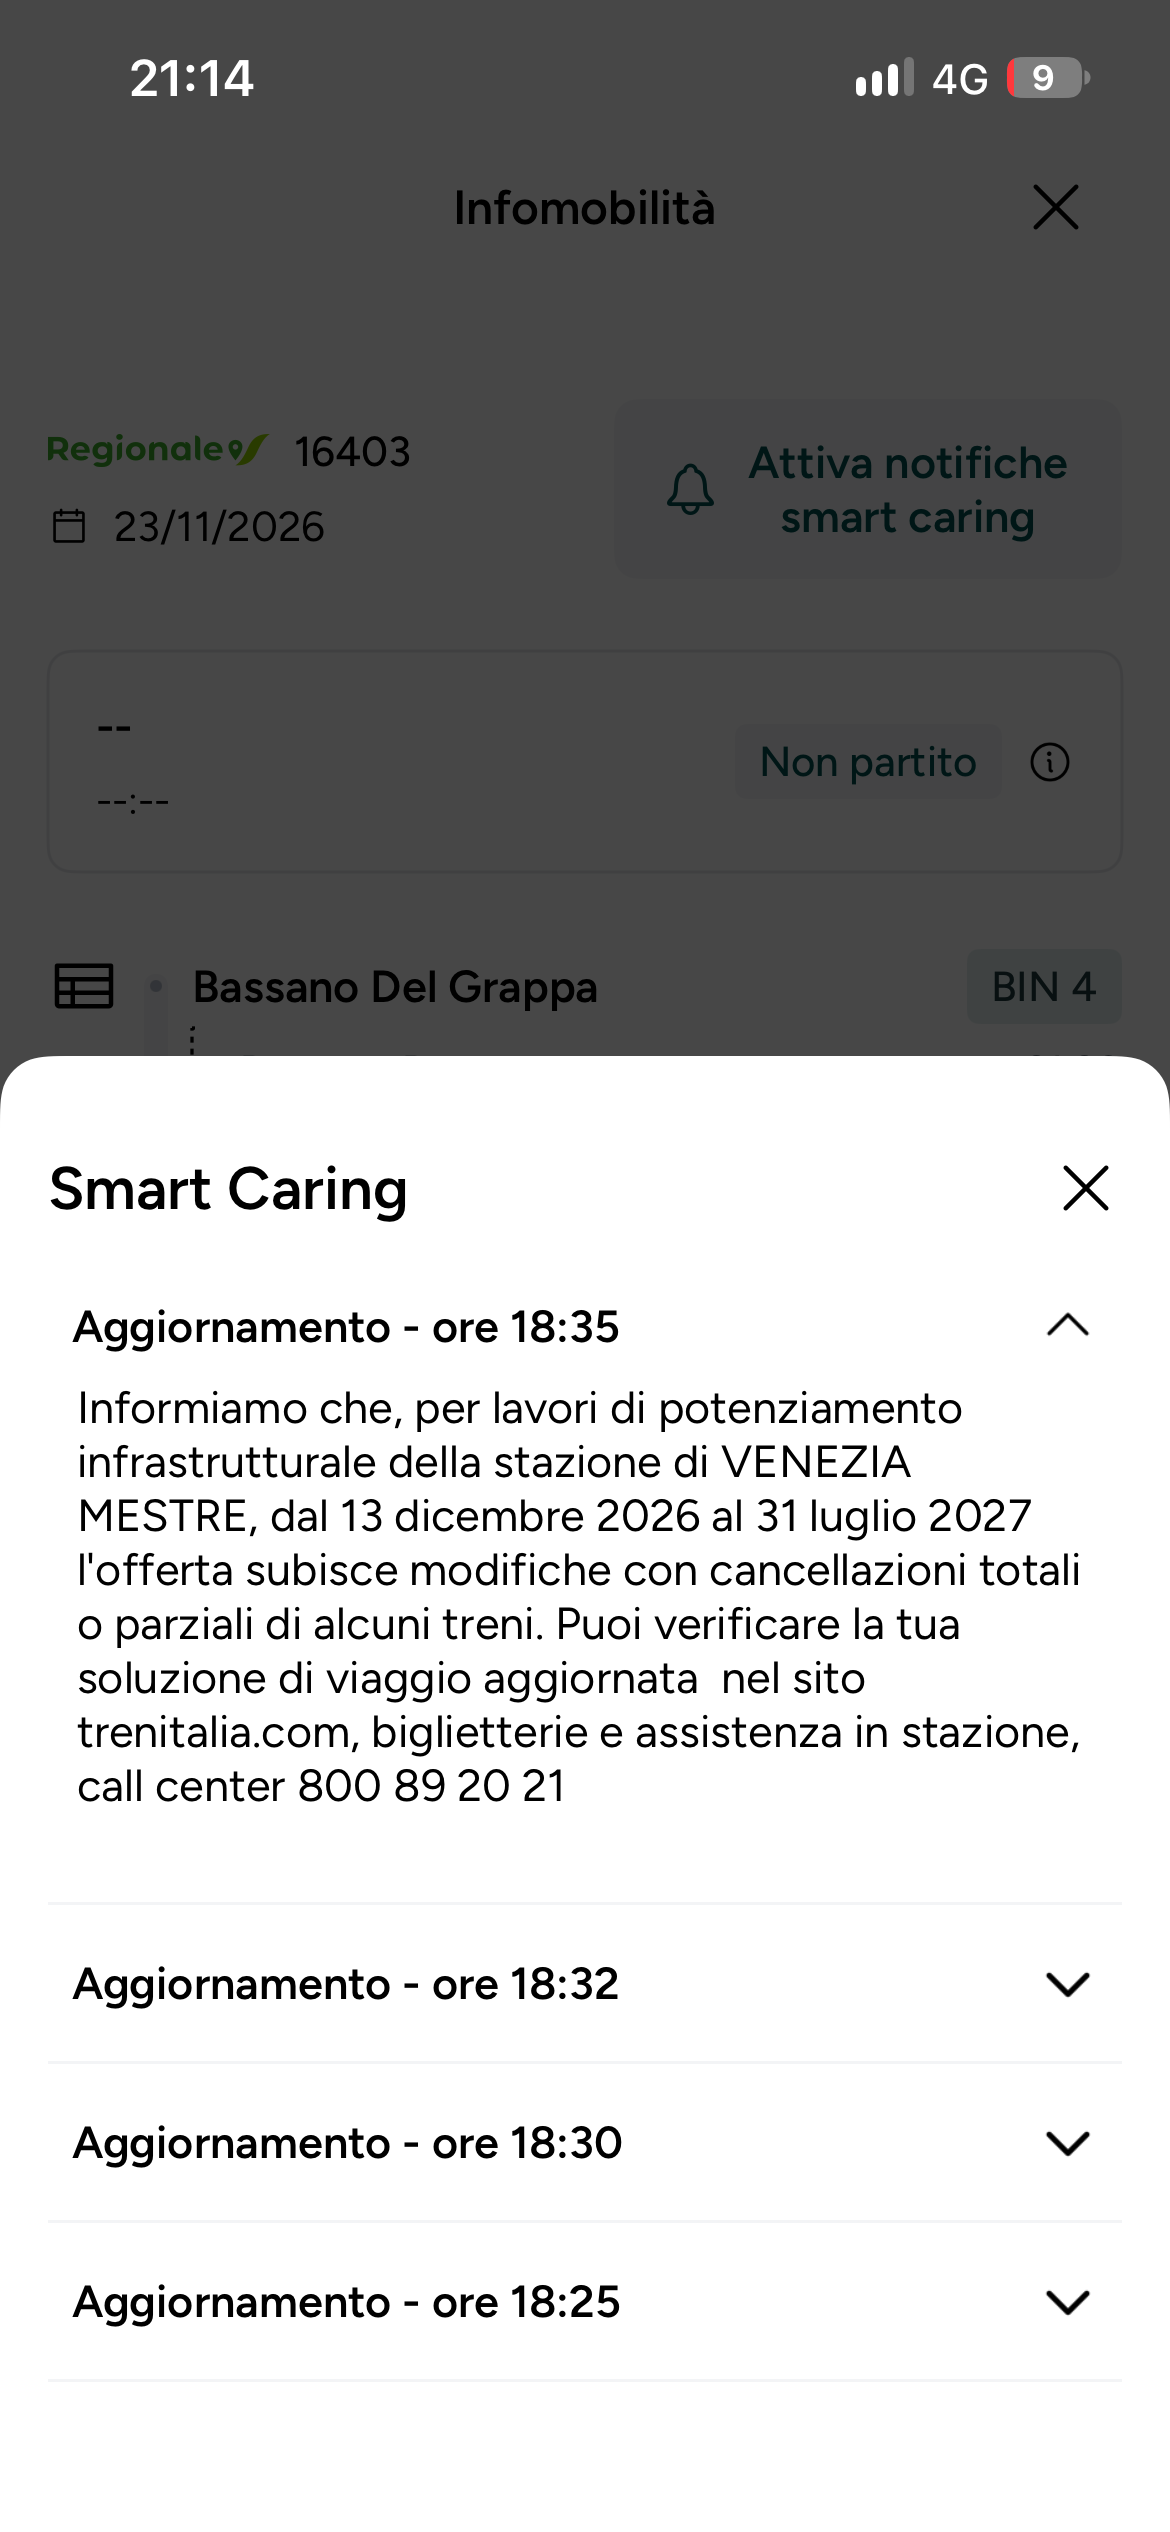 21:14
4G 9
Infomobilità
Regionale 16403
23/11/2026
Attiva notifiche
smart caring
--
--:--
Non partito
Bassano Del Grappa
BIN 4
Smart Caring
Aggiornamento - ore 18:35
Informiamo che, per lavori di potenziamento
infrastrutturale della stazione di VENEZIA
MESTRE, dal 13 dicembre 2026 al 31 luglio 2027
l'offerta subisce modifiche con cancellazioni totali
o parziali di alcuni treni. Puoi verificare la tua
soluzione di viaggio aggiornata  nel sito
trenitalia.com, biglietterie e assistenza in stazione,
call center 800 89 20 21
Aggiornamento - ore 18:32
Aggiornamento - ore 18:30
Aggiornamento - ore 18:25